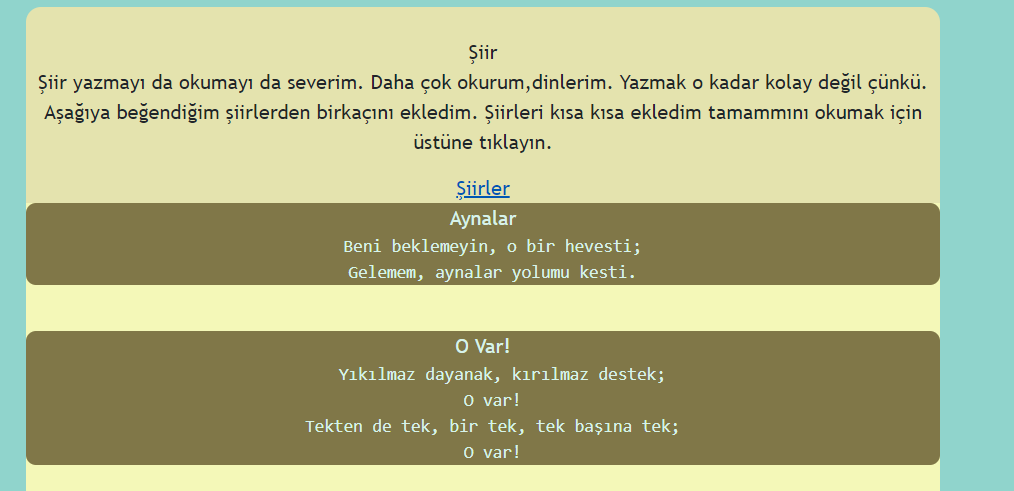 Şiir
Şiir yazmayı da okumayı da severim. Daha çok okurum,dinlerim. Yazmak o kadar kolay değil çünkü.
Aşağıya beğendiğim şiirlerden birkaçını ekledim. Şiirleri kısa kısa ekledim tamammını okumak için
üstüne tıklayın.
Şiirler
Aynalar
Beni beklemeyin, o bir hevesti;
Gelemem, aynalar yolumu kesti.
O Var!
Yıkılmaz dayanak, kırılmaz destek;
O var!
Tekten de tek, bir tek, tek başına tek;
O var!